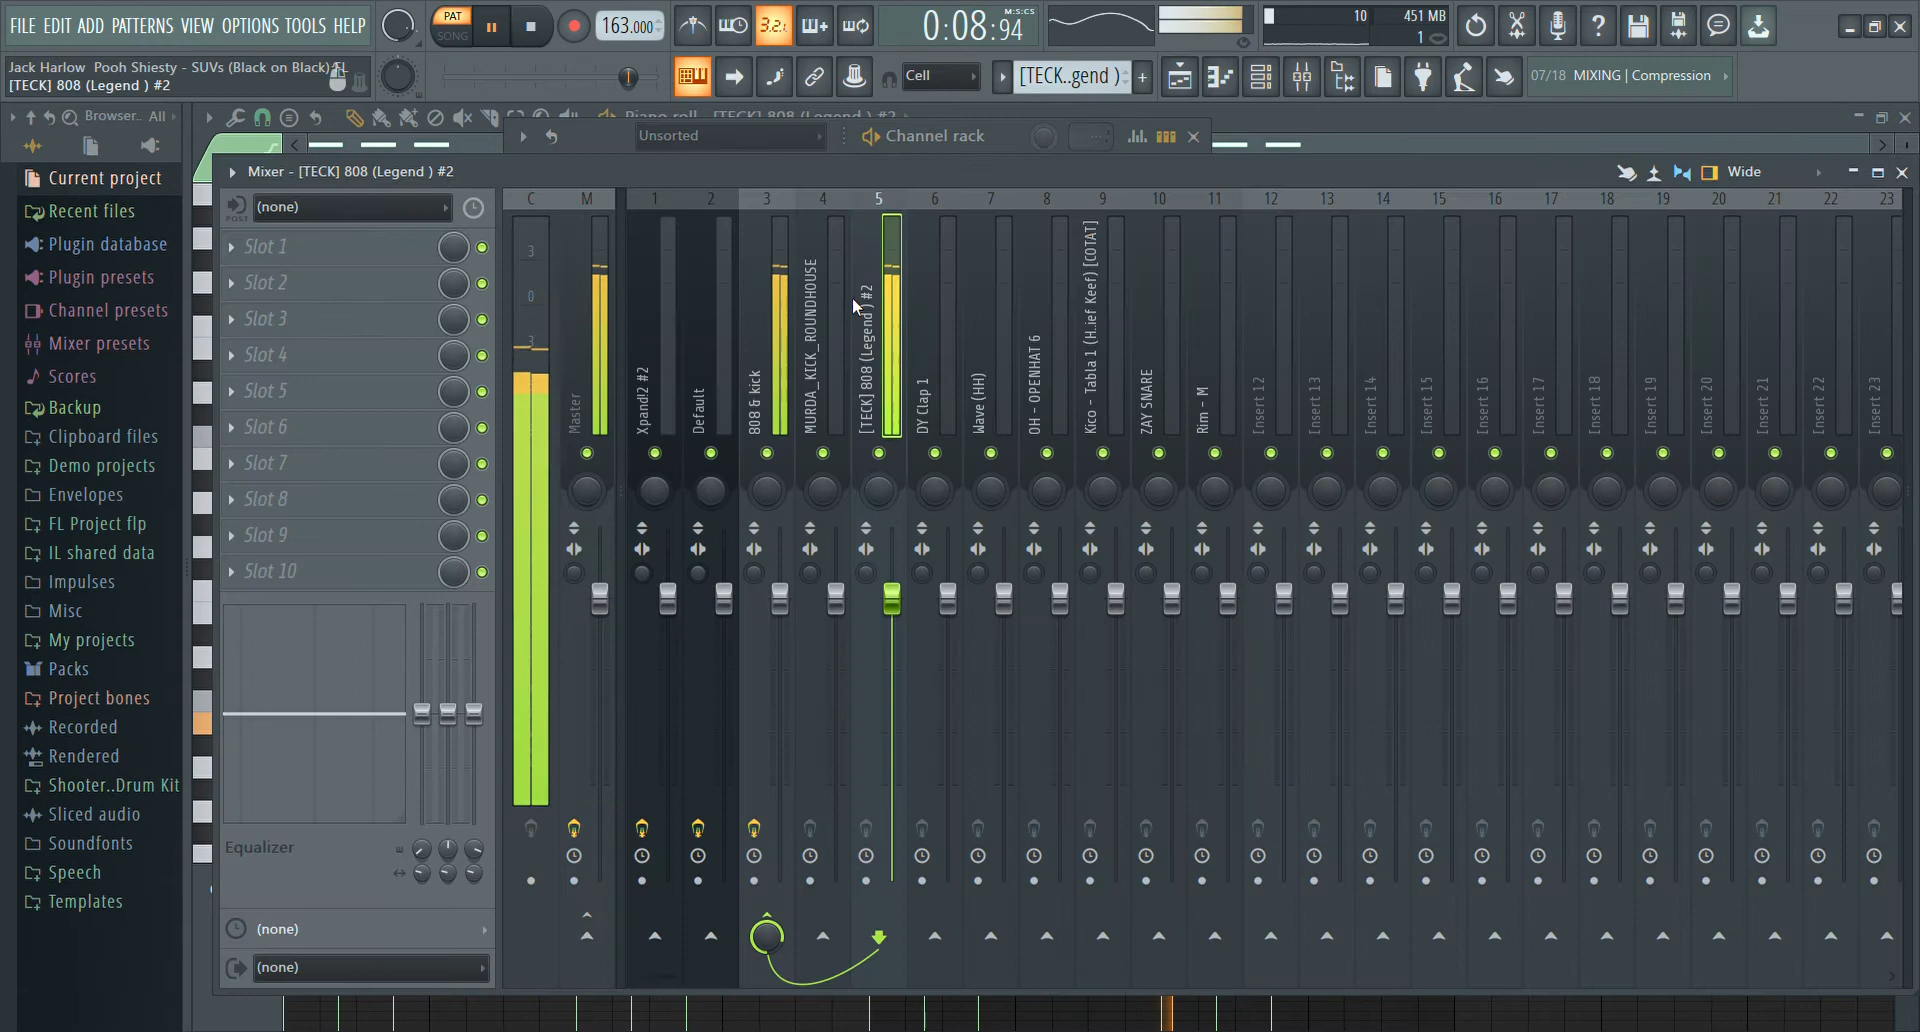 FILE EDIT ADD PATTERNS VIEW OPTIONS TOOLS HELP
PAT
SONG
163.000
3.2.
0:08:94
M:S:CS
10
451 MB
1
Jack Harlow Pooh Shiesty - SUVs (Black on Black) FL
[TECK] 808 (Legend ) #2
Cell
[TECK..gend )
07/18 MIXING | Compression
Browser.. All
Piano roll - [TECK] 808 (Legend ) #2
Unsorted
Channel rack
Mixer - [TECK] 808 (Legend ) #2
Wide
Current project
Recent files
Plugin database
Plugin presets
Channel presets
Mixer presets
Scores
Backup
Clipboard files
Demo projects
Envelopes
FL Project flp
IL shared data
Impulses
Misc
My projects
Packs
Project bones
Recorded
Rendered
Shooter..Drum Kit
Sliced audio
Soundfonts
Speech
Templates
POST
(none)
Slot 1
Slot 2
Slot 3
Slot 4
Slot 5
Slot 6
Slot 7
Slot 8
Slot 9
Slot 10
Equalizer
(none)
(none)
C M 1 2 3 4 5 6 7 8 9 10 11 12 13 14 15 16 17 18 19 20 21 22 23
3
0
3
Master
Xpand!2 #2
Default
808 & kick
MURDA_KICK_ROUNDHOUSE
[TECK] 808 (Legend ) #2
DY Clap 1
Wave (HH)
OH - OPENHAT 6
Kico - Tabla 1 (H..ief Keef) [COTAT]
ZAY SNARE
Rim - M
Insert 12
Insert 13
Insert 14
Insert 15
Insert 16
Insert 17
Insert 18
Insert 19
Insert 20
Insert 21
Insert 22
Insert 23